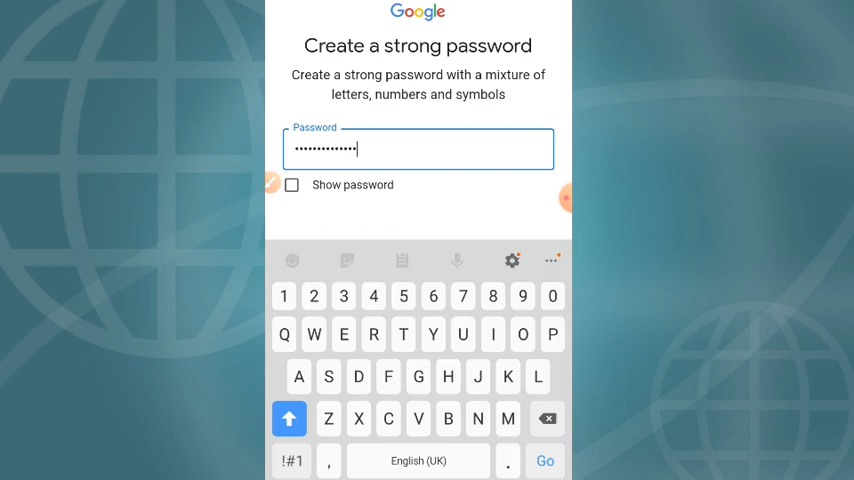 Google
Create a strong password
Create a strong password with a mixture of
letters, numbers and symbols
Password
••••••••••••••
Show password
1 2 3 4 5 6 7 8 9 0
Q W E R T Y U I O P
A S D F G H J K L
Z X C V B N M
!#1 , English (UK) . Go